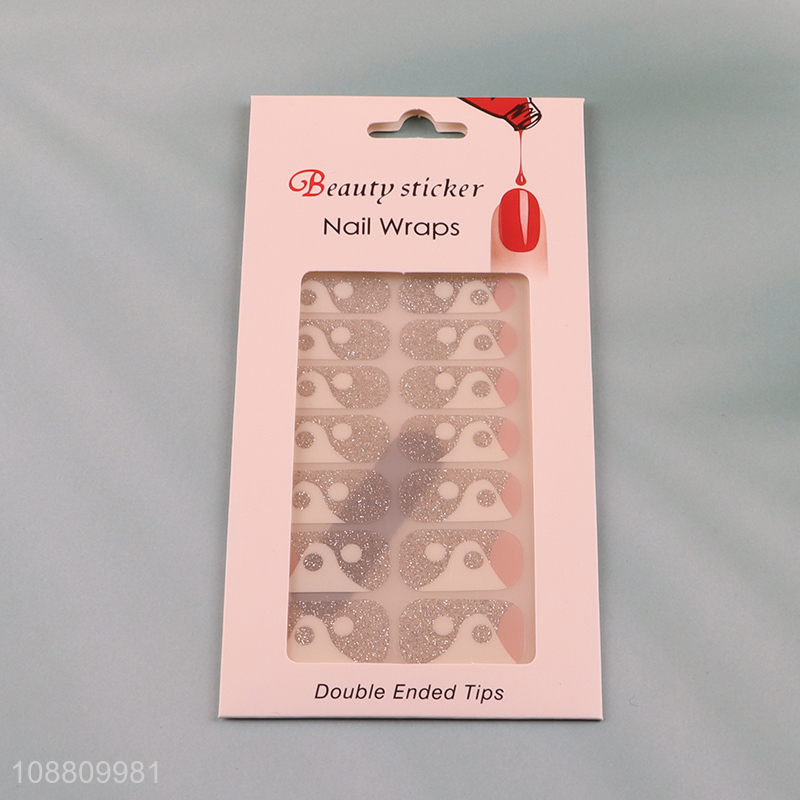 Beauty sticker
Nail Wraps
Double Ended Tips
108809981